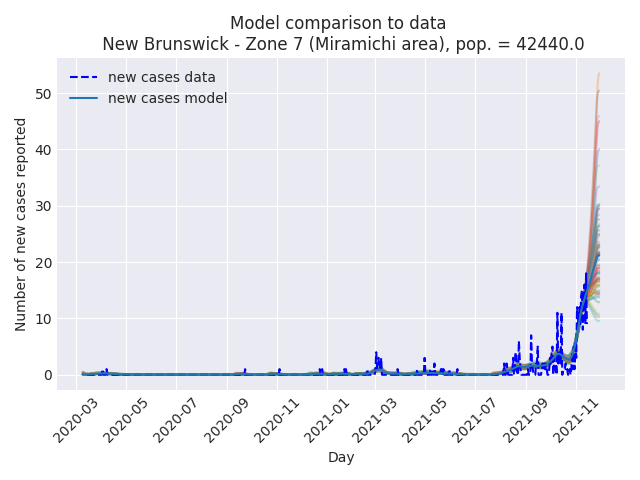 Model comparison to data
New Brunswick - Zone 7 (Miramichi area), pop. = 42440.0
new cases data
new cases model
Number of new cases reported
50
40
30
20
10
0
2020-03
2020-05
2020-07
2020-09
2020-11
2021-01
2021-03
2021-05
2021-07
2021-09
2021-11
Day